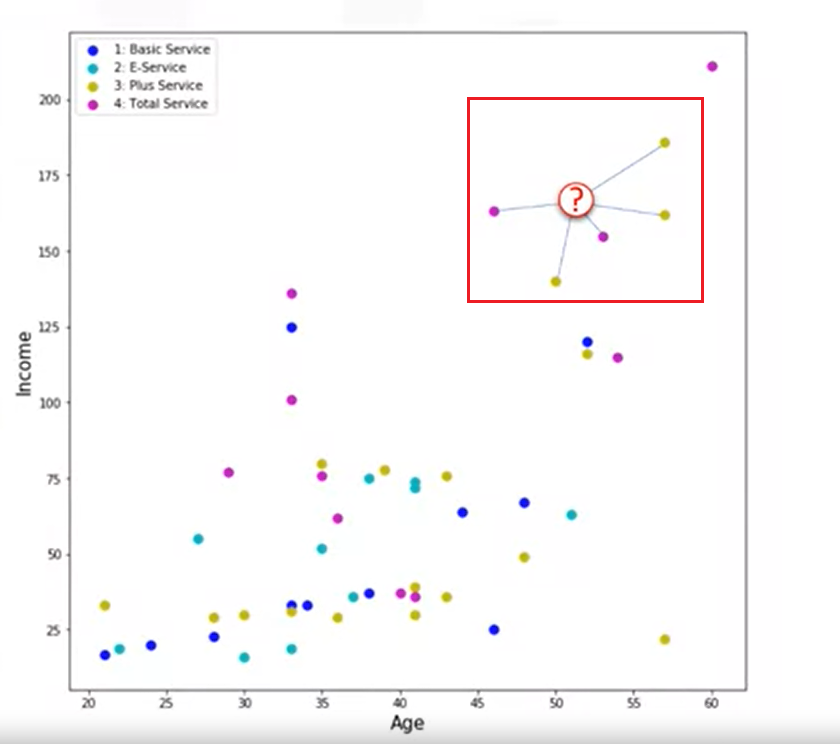 1: Basic Service
2: E-Service
3: Plus Service
4: Total Service
200
175
150
125
100
75
50
25
Income
?
20 25 30 35 40 45 50 55 60
Age